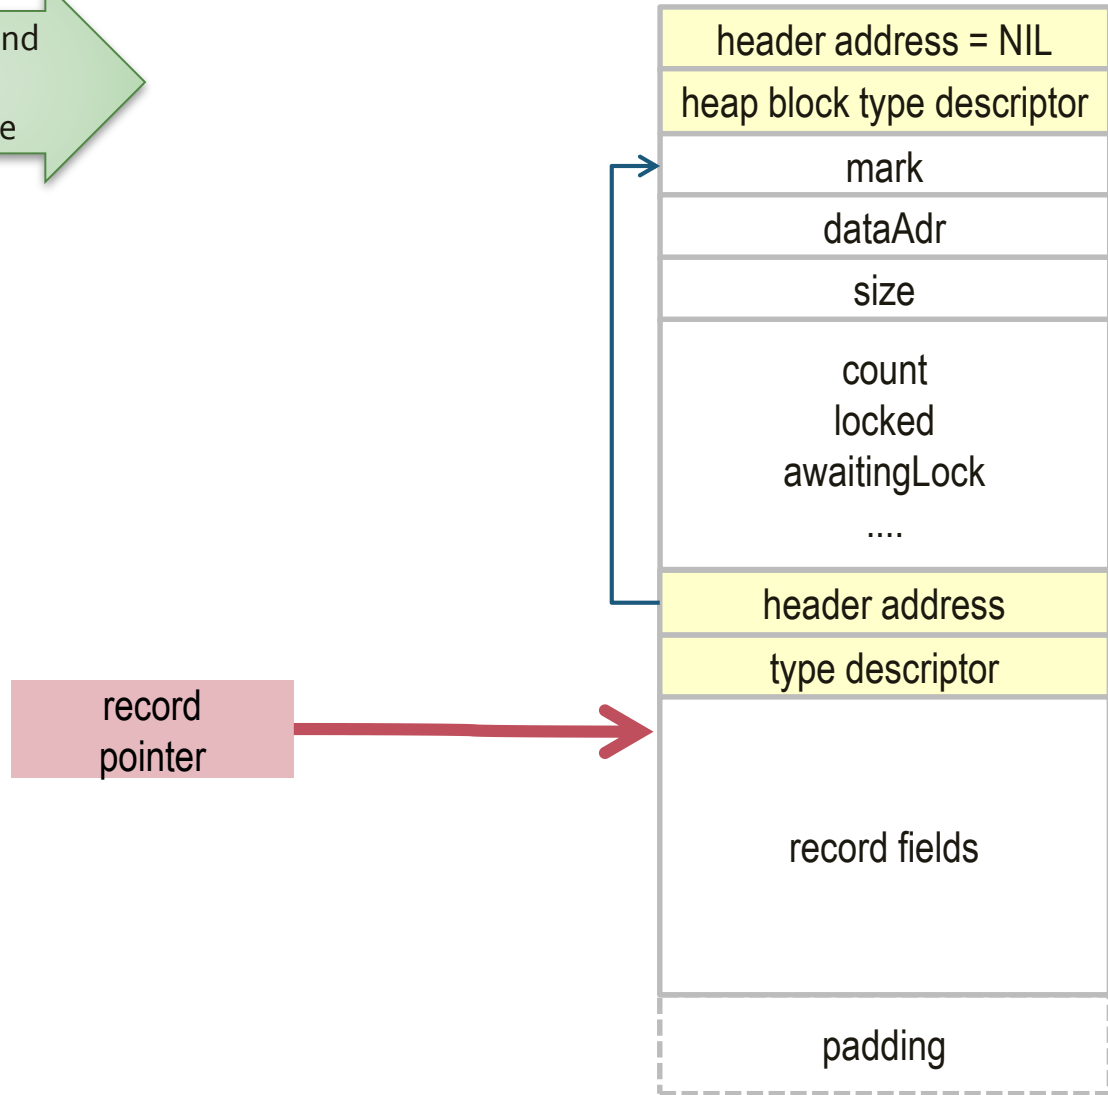 nd
e
header address = NIL
heap block type descriptor
mark
dataAdr
size
count
locked
awaitingLock
....
header address
type descriptor
record
pointer
record fields
padding